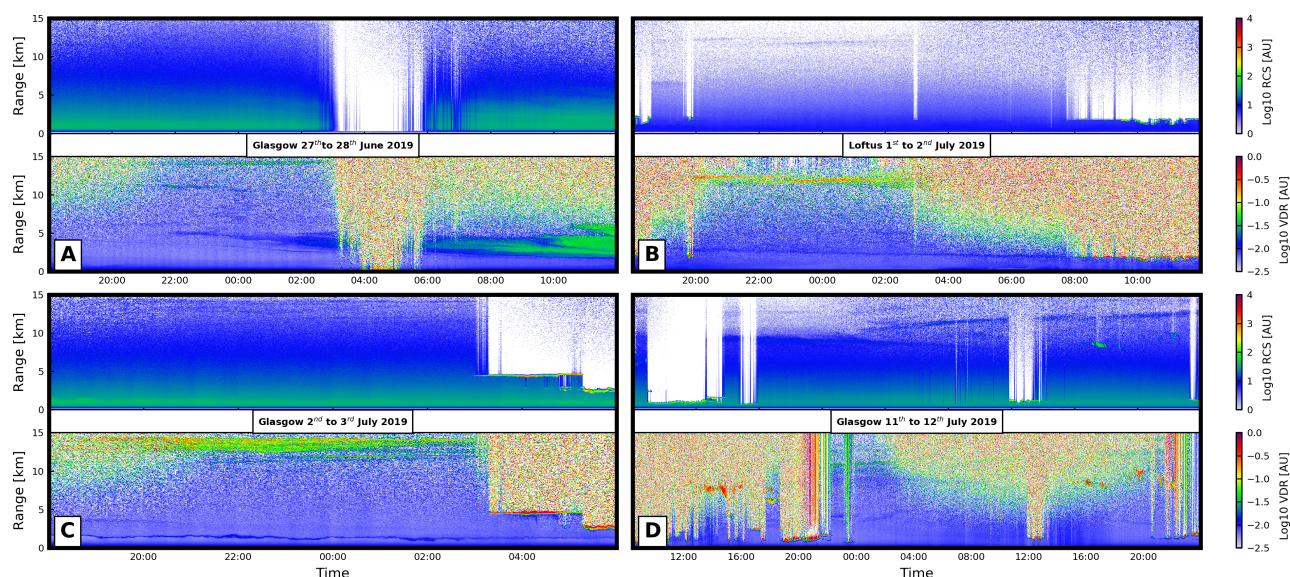 15
10
5
0
Range [km]
4
3
2
1
0
Log10 RCS [AU]
Glasgow 27th to 28th June 2019
Loftus 1st to 2nd July 2019
15
10
5
0
Range [km]
A
B
0.0
−0.5
−1.0
−1.5
−2.0
−2.5
Log10 VDR [AU]
20:00 22:00 00:00 02:00 04:00 06:00 08:00 10:00
20:00 22:00 00:00 02:00 04:00 06:00 08:00 10:00
15
10
5
0
Range [km]
4
3
2
1
0
Log10 RCS [AU]
Glasgow 2nd to 3rd July 2019
Glasgow 11th to 12th July 2019
15
10
5
0
Range [km]
C
D
0.0
−0.5
−1.0
−1.5
−2.0
−2.5
Log10 VDR [AU]
20:00 22:00 00:00 02:00 04:00
12:00 16:00 20:00 00:00 04:00 08:00 12:00 16:00 20:00
Time
Time